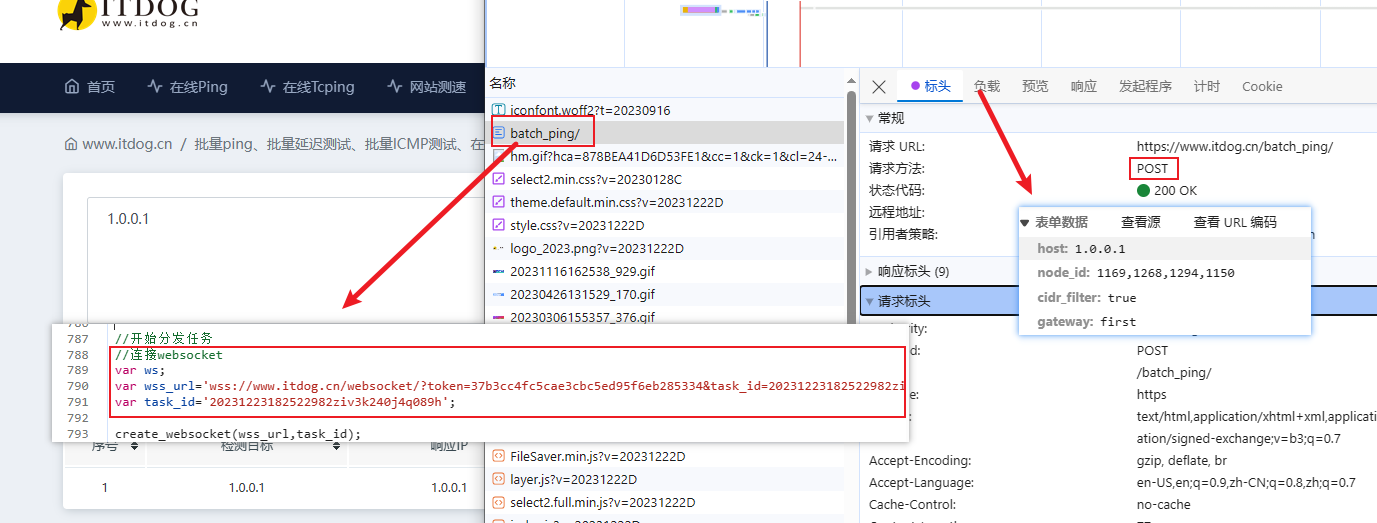 ITDOG
www.itdog.cn
首页
在线Ping
在线Tcping
网站测速
www.itdog.cn / 批量ping、批量延迟测试、批量ICMP测试、在
1.0.0.1
名称
iconfont.woff2?t=20230916
batch_ping/
hm.gif?hca=878BEA41D6D53FE1&cc=1&ck=1&cl=24-...
select2.min.css?v=20230128C
theme.default.min.css?v=20231222D
style.css?v=20231222D
logo_2023.png?v=20231222D
20231116162538_929.gif
20230426131529_170.gif
20230306155357_376.gif
标头
负载
预览
响应
发起程序
计时
Cookie
常规
请求 URL: https://www.itdog.cn/batch_ping/
请求方法: POST
状态代码: 200 OK
远程地址:
引用者策略:
响应标头 (9)
请求标头
表单数据 查看源 查看 URL 编码
host: 1.0.0.1
node_id: 1169,1268,1294,1150
cidr_filter: true
gateway: first
787 //开始分发任务
788 //连接websocket
789 var ws;
790 var wss_url='wss://www.itdog.cn/websocket/?token=37b3cc4fc5cae3cbc5ed95f6eb285334&task_id=20231223182522982zi
791 var task_id='20231223182522982ziv3k240j4q089h';
792
793 create_websocket(wss_url,task_id);
序号
检测目标
响应IP
1 1.0.0.1 1.0.0.1
FileSaver.min.js?v=20231222D
layer.js?v=20231222D
select2.full.min.js?v=20231222D
POST
/batch_ping/
https
text/html,application/xhtml+xml,applicat
ation/signed-exchange;v=b3;q=0.7
Accept-Encoding: gzip, deflate, br
Accept-Language: en-US,en;q=0.9,zh-CN;q=0.8,zh;q=0.7
Cache-Control: no-cache